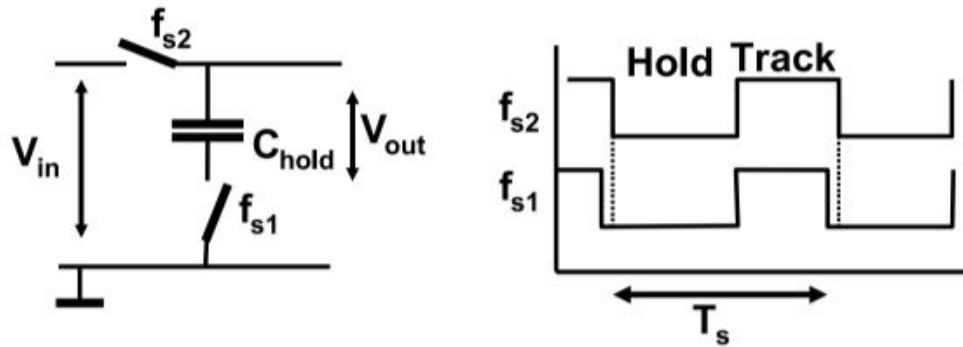 f_s2
V_in
C_hold
V_out
f_s1
Hold Track
f_s2
f_s1
T_s